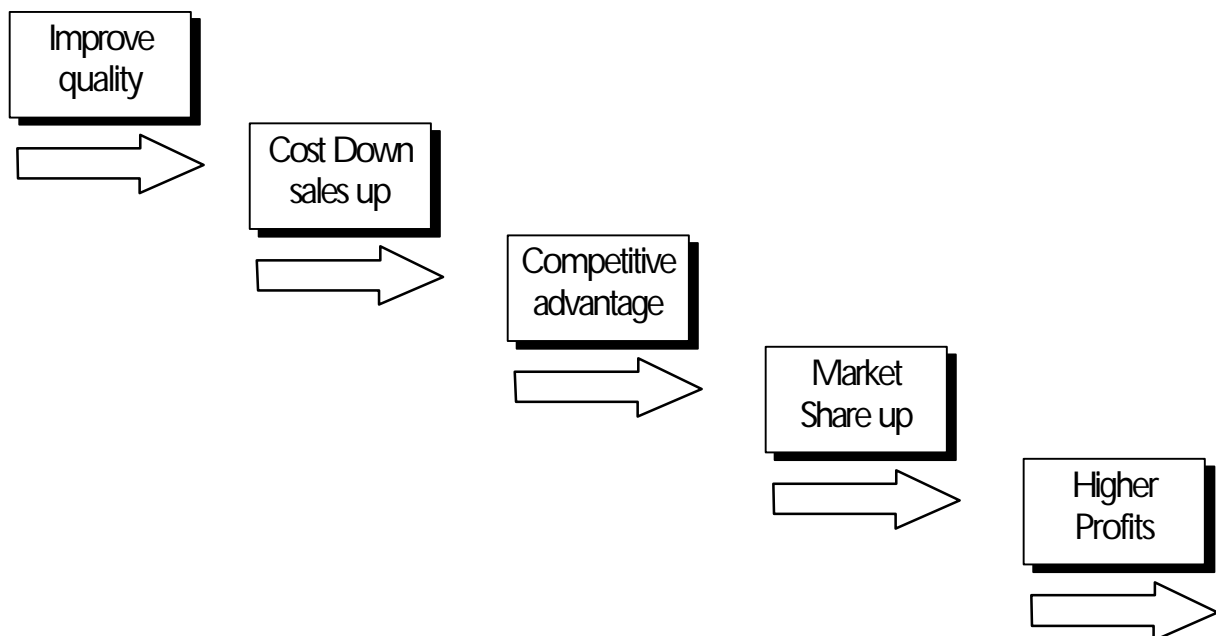 Improve
quality
Cost Down
sales up
Competitive
advantage
Market
Share up
Higher
Profits